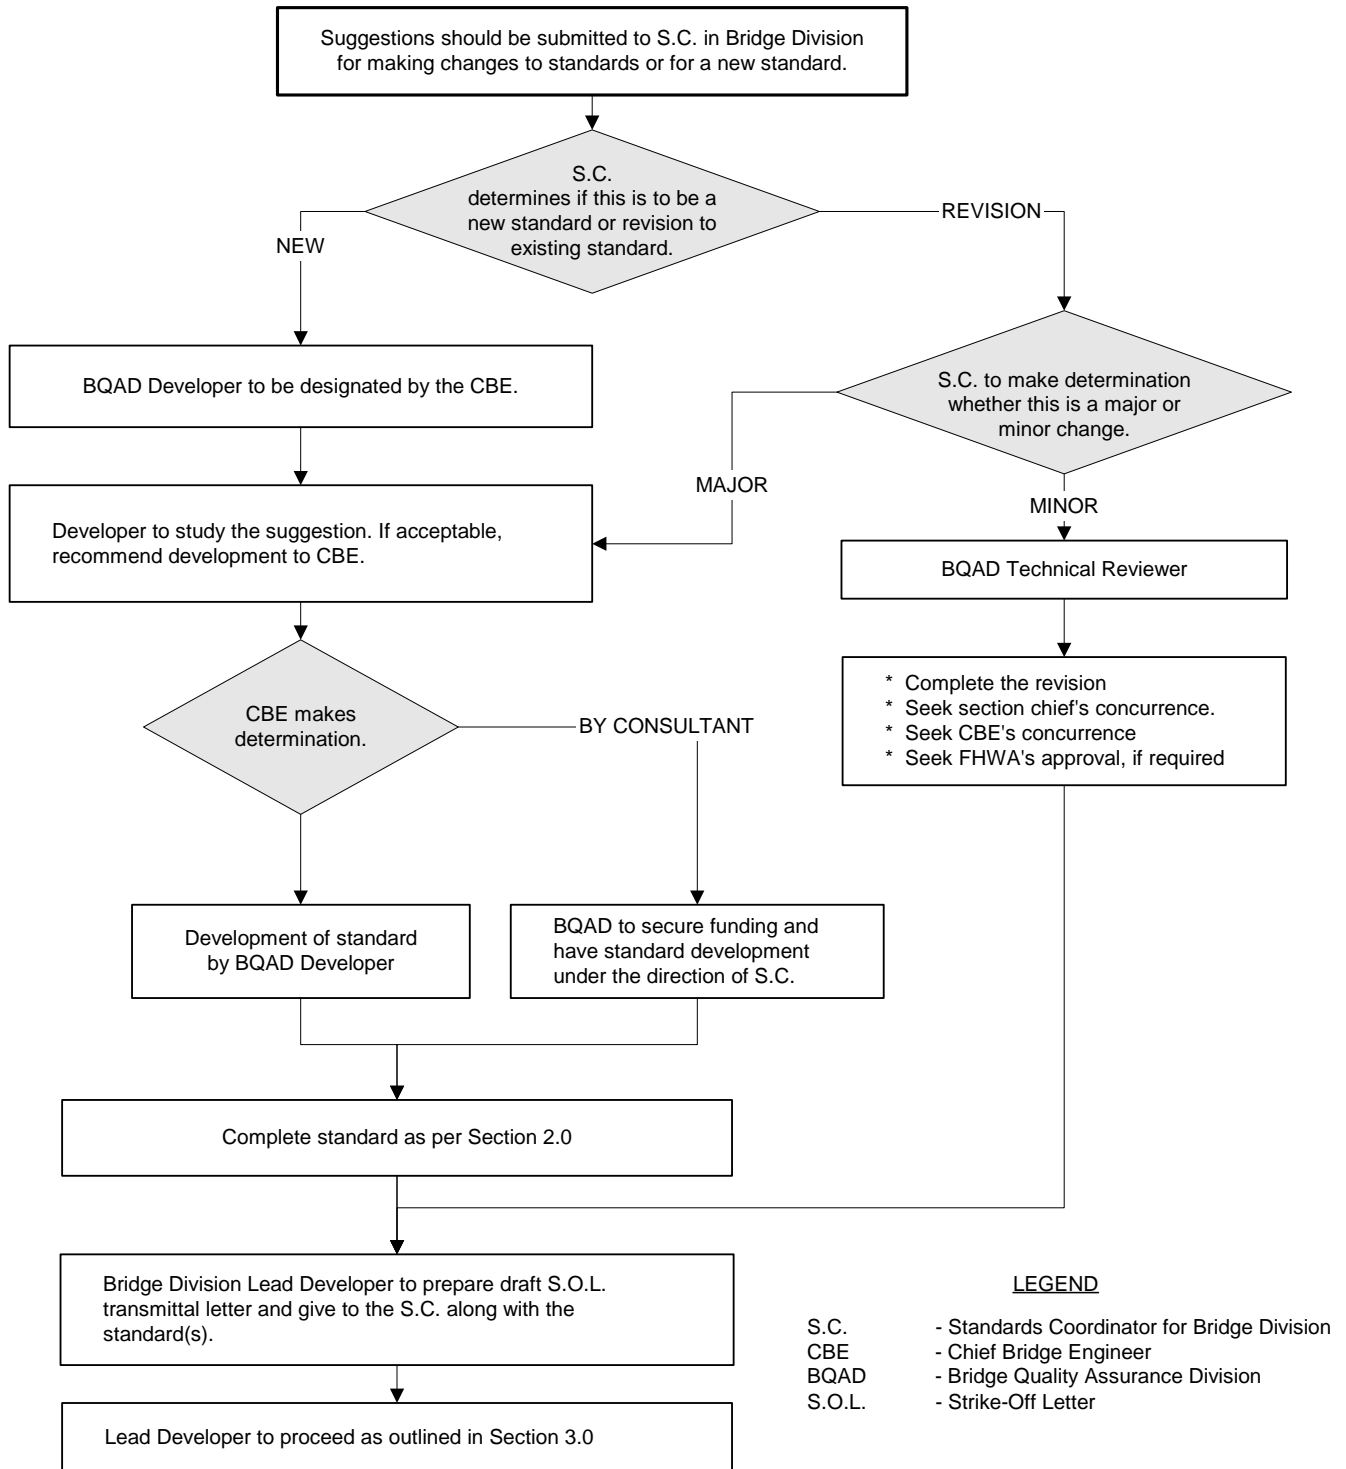 Suggestions should be submitted to S.C. in Bridge Division
for making changes to standards or for a new standard.
S.C.
determines if this is to be a
new standard or revision to
existing standard.
NEW
REVISION
BQAD Developer to be designated by the CBE.
S.C. to make determination
whether this is a major or
minor change.
MAJOR
MINOR
Developer to study the suggestion. If acceptable,
recommend development to CBE.
BQAD Technical Reviewer
CBE makes
determination.
BY CONSULTANT
* Complete the revision
* Seek section chief's concurrence.
* Seek CBE's concurrence
* Seek FHWA's approval, if required
Development of standard
by BQAD Developer
BQAD to secure funding and
have standard development
under the direction of S.C.
Complete standard as per Section 2.0
Bridge Division Lead Developer to prepare draft S.O.L.
transmittal letter and give to the S.C. along with the
standard(s).
Lead Developer to proceed as outlined in Section 3.0
LEGEND
S.C. - Standards Coordinator for Bridge Division
CBE - Chief Bridge Engineer
BQAD - Bridge Quality Assurance Division
S.O.L. - Strike-Off Letter